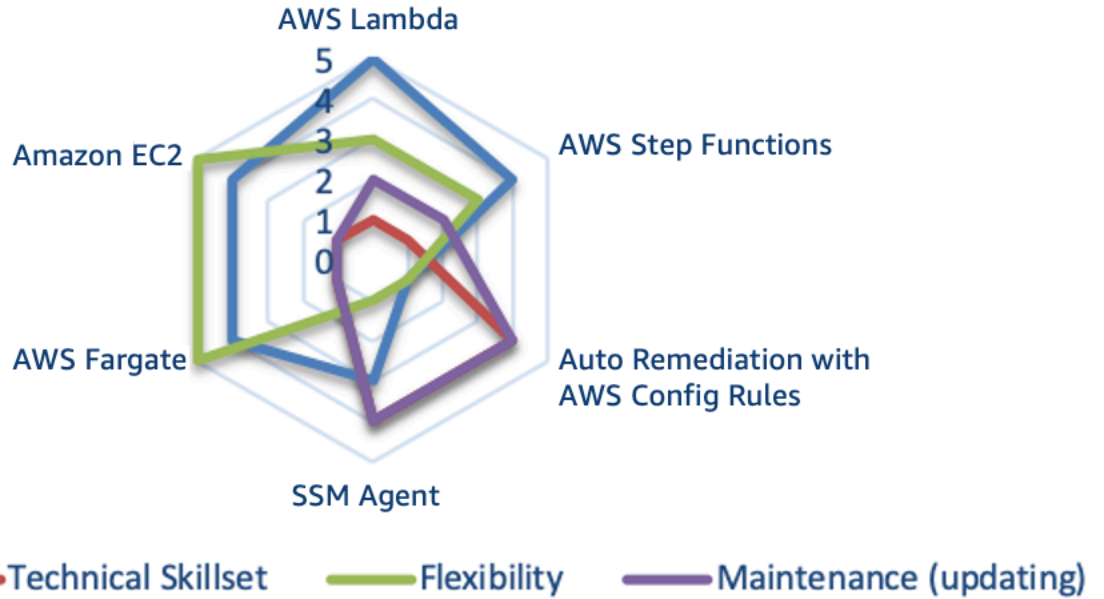 AWS Lambda
5
4
3
2
1
0
Amazon EC2
AWS Step Functions
AWS Fargate
Auto Remediation with
AWS Config Rules
SSM Agent
Technical Skillset
Flexibility
Maintenance (updating)